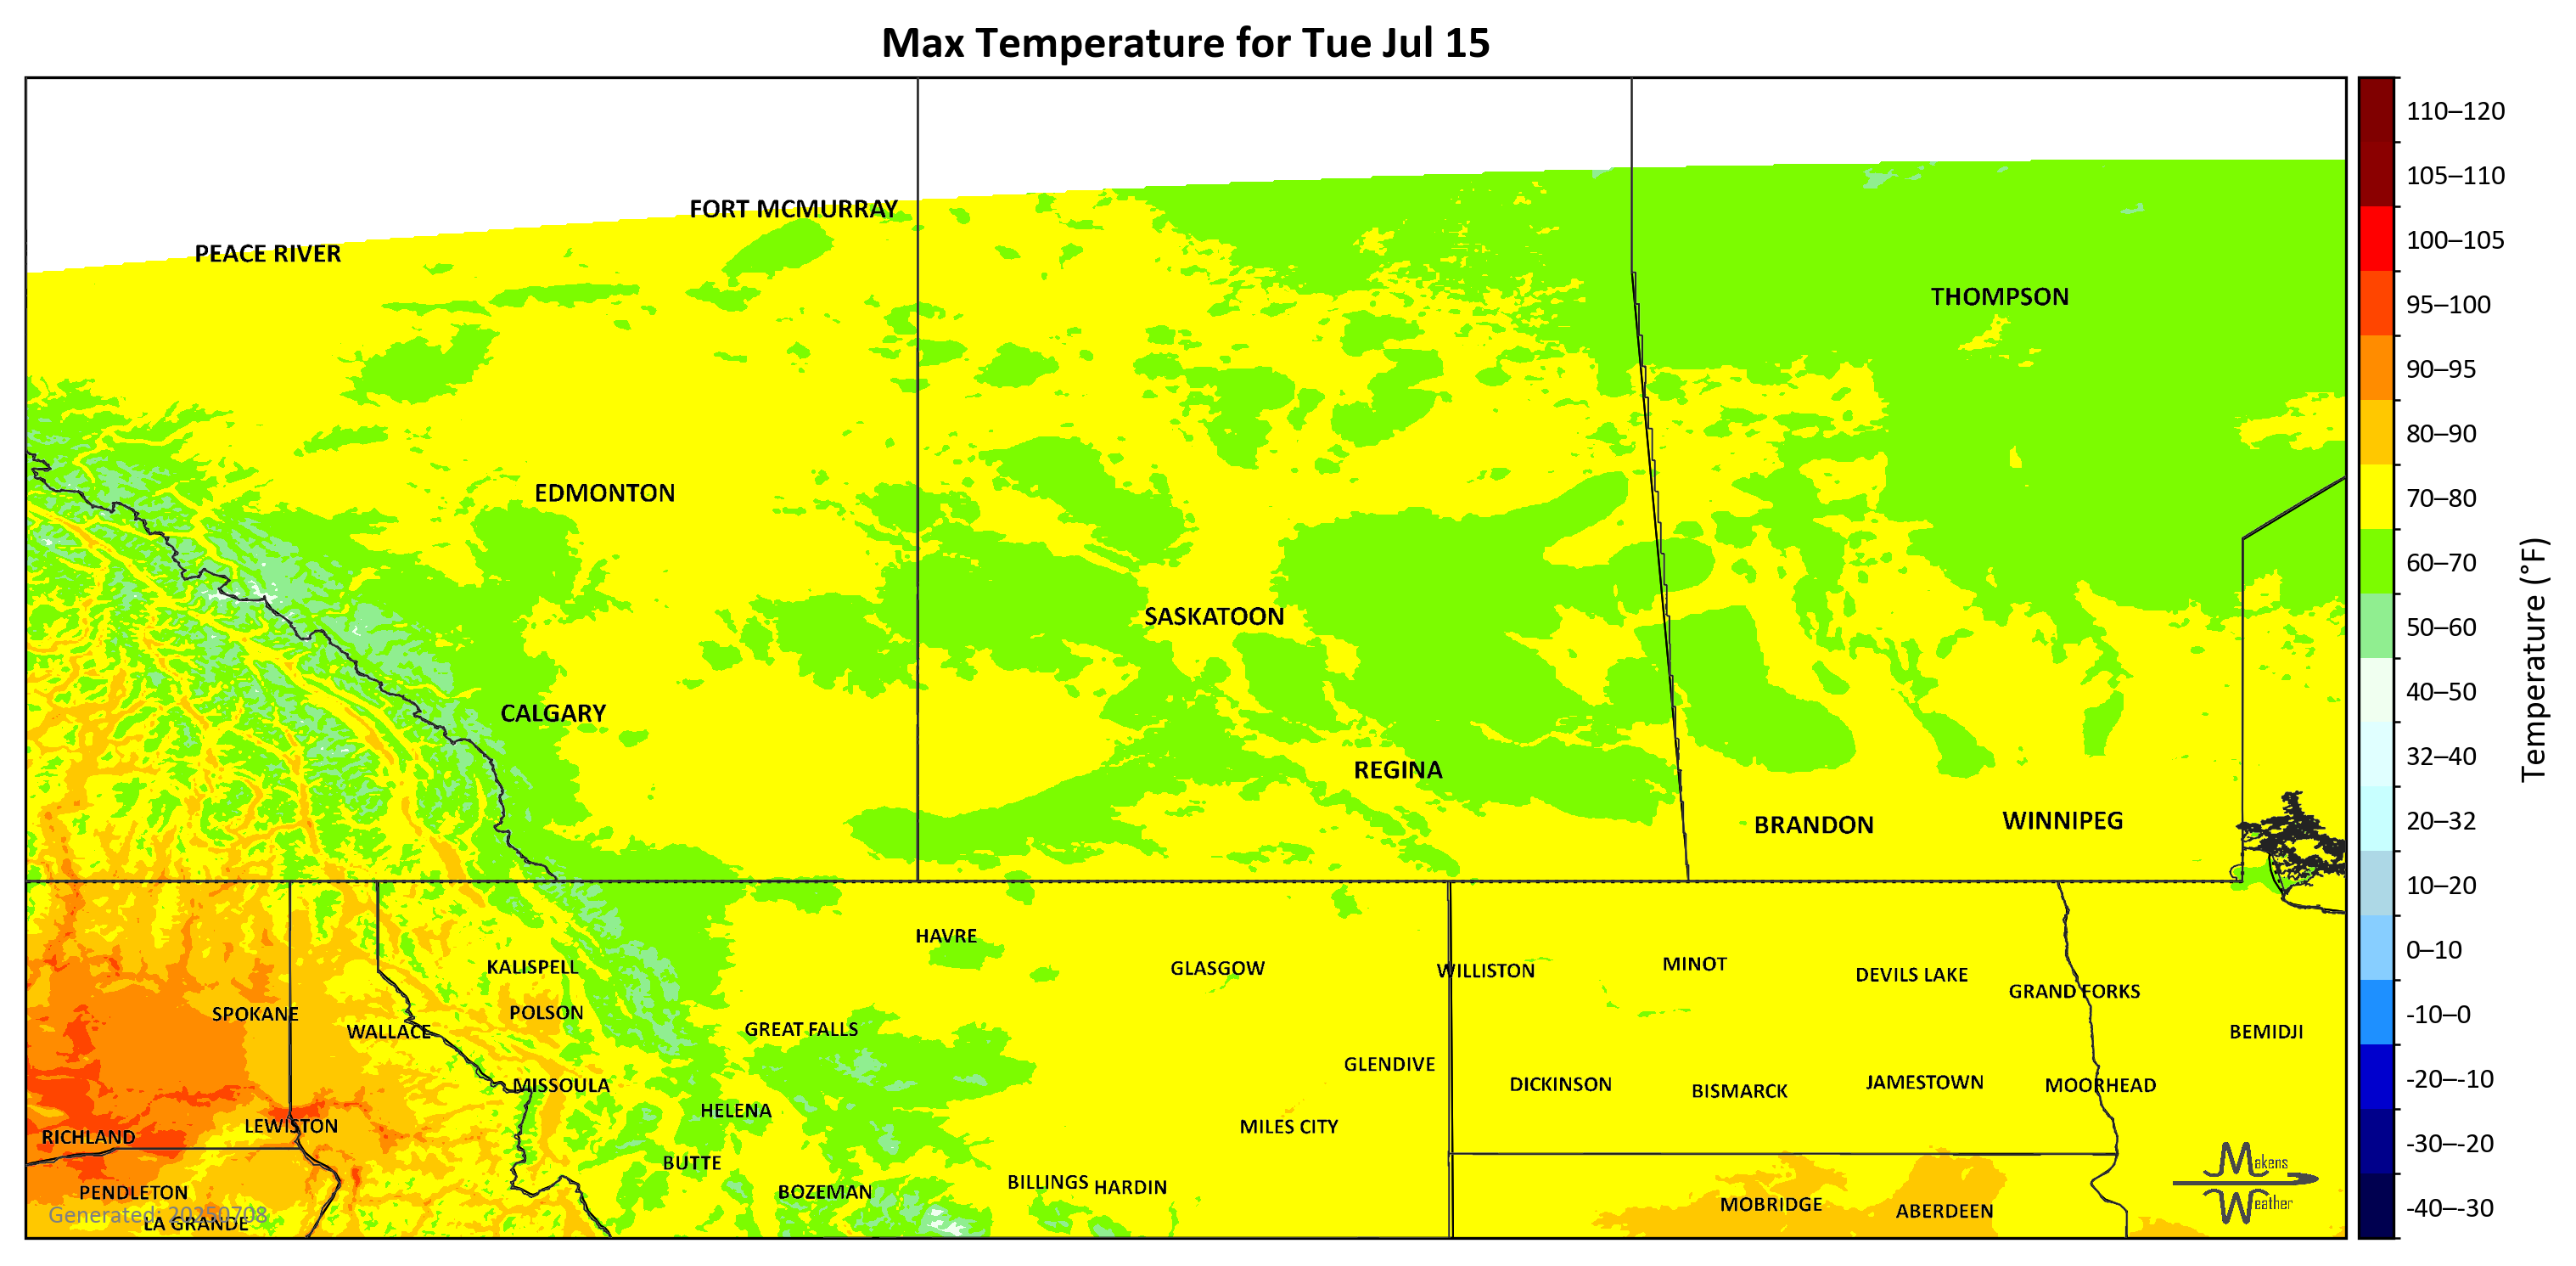 Max Temperature for Tue Jul 15
110–120
105–110
FORT MCMURRAY
100–105
PEACE RIVER
THOMPSON
95–100
90–95
80–90
EDMONTON
70–80
60–70
SASKATOON
50–60
40–50
CALGARY
32–40
REGINA
BRANDON
WINNIPEG
20–32
10–20
Temperature (°F)
HAVRE
0–10
KALISPELL
GLASGOW
WILLISTON
MINOT
DEVILS LAKE
GRAND FORKS
SPOKANE
POLSON
-10–0
WALLACE
GREAT FALLS
BEMIDJI
GLENDIVE
-20–-10
MISSOULA
DICKINSON
BISMARCK
JAMESTOWN
MOORHEAD
HELENA
LEWISTON
MILES CITY
RICHLAND
-30–-20
BUTTE
Makens
PENDLETON
BOZEMAN
BILLINGS
HARDIN
MOBRIDGE
ABERDEEN
Weather
-40–-30
Generated: 20250708
LA GRANDE